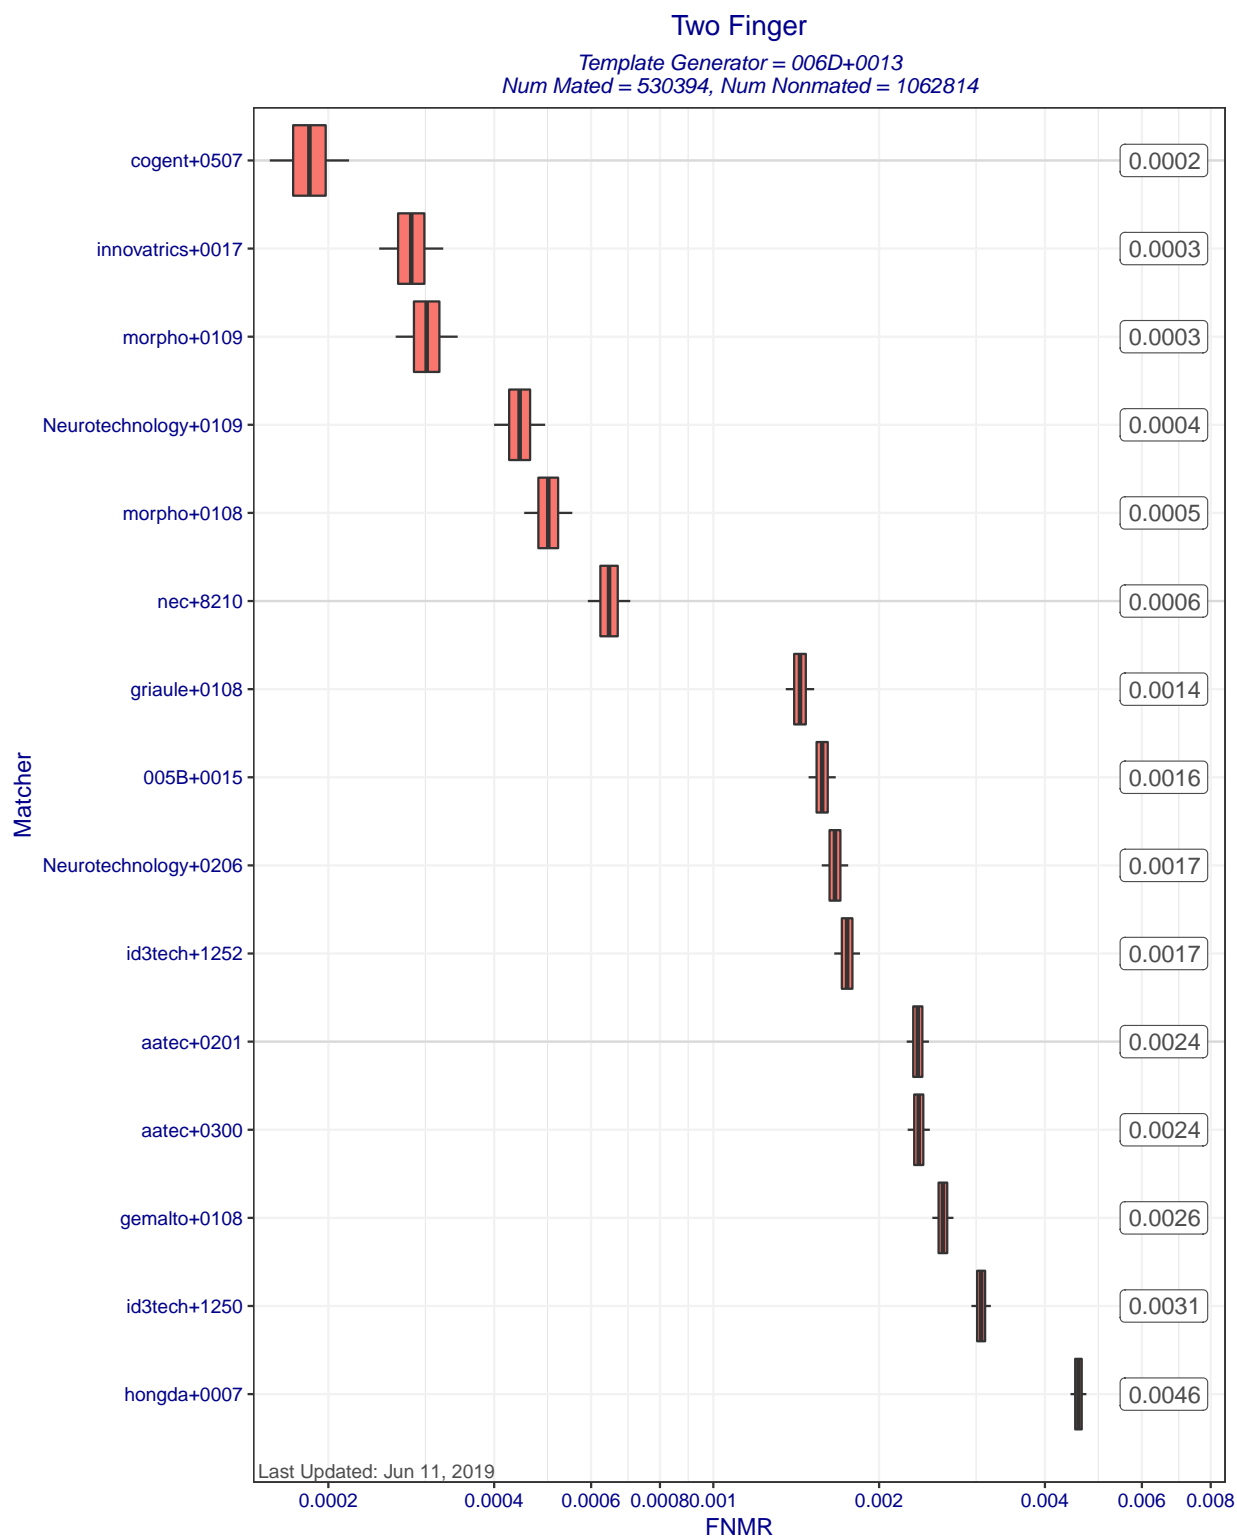 Two Finger
Template Generator = 006D+0013
Num Mated = 530394, Num Nonmated = 1062814
cogent+0507 0.0002
innovatrics+0017 0.0003
morpho+0109 0.0003
Neurotechnology+0109 0.0004
morpho+0108 0.0005
nec+8210 0.0006
griaule+0108 0.0014
005B+0015 0.0016
Neurotechnology+0206 0.0017
id3tech+1252 0.0017
aatec+0201 0.0024
aatec+0300 0.0024
gemalto+0108 0.0026
id3tech+1250 0.0031
hongda+0007 0.0046
Matcher
Last Updated: Jun 11, 2019
0.0002 0.0004 0.0006 0.0008 0.001 0.002 0.004 0.006 0.008
FNMR